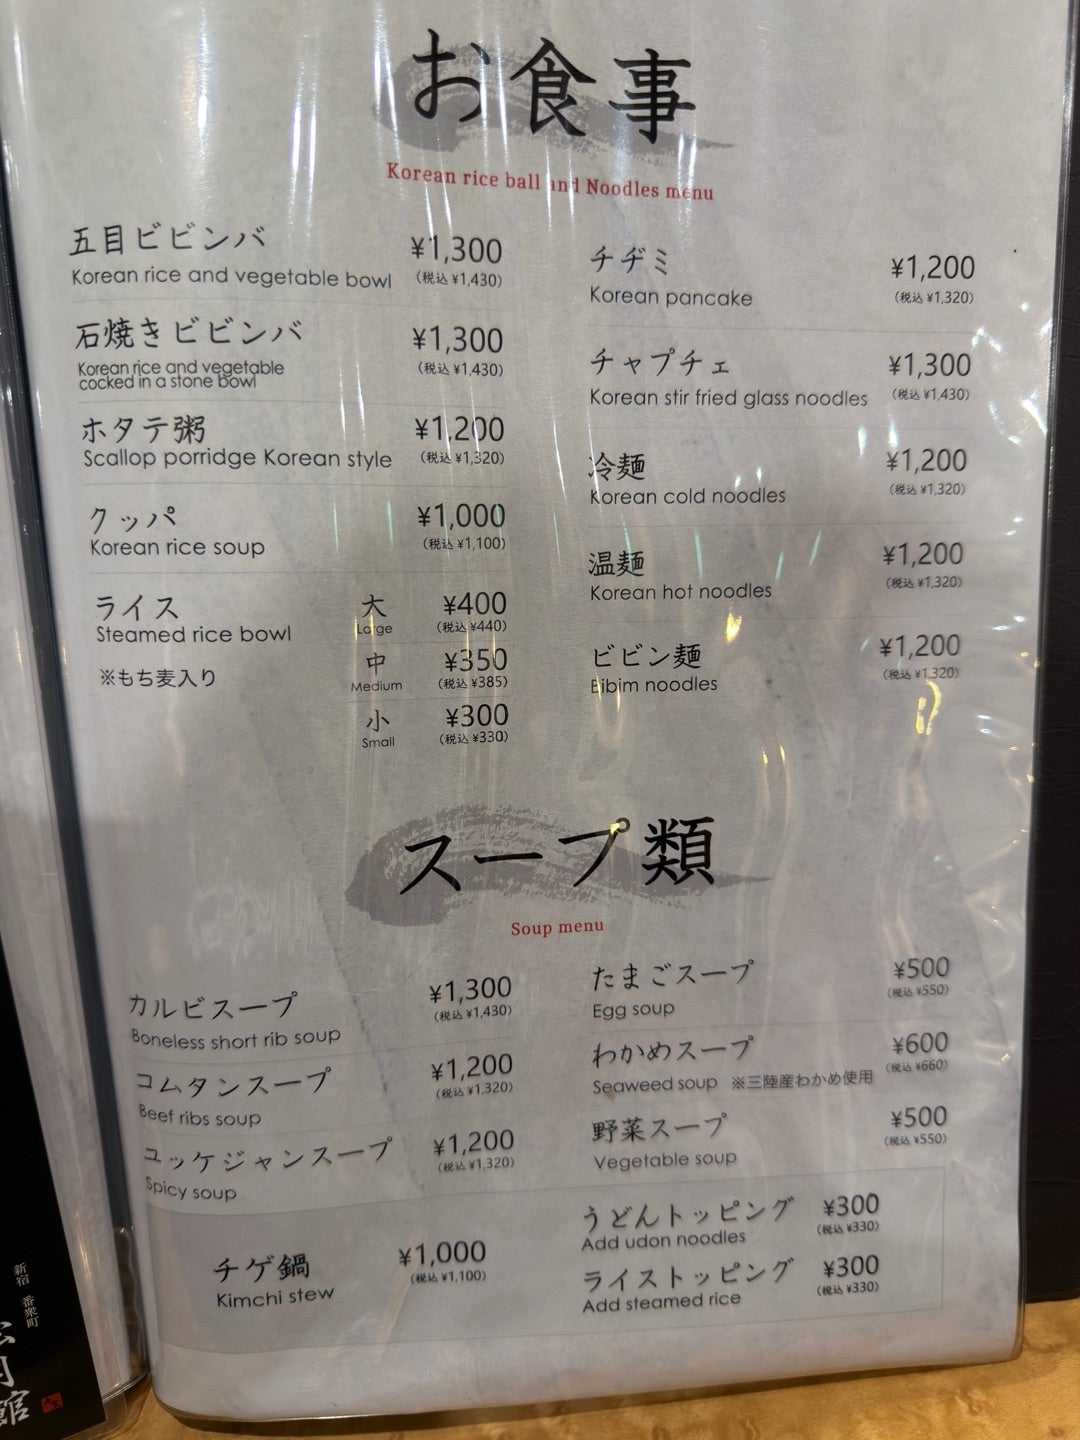 お食事
Korean rice ball and Noodles menu
五目ビビンバ ¥1,300
Korean rice and vegetable bowl (税込 ¥1,430)
石焼きビビンバ ¥1,300
Korean rice and vegetable (税込 ¥1,430)
cocked in a stone bowl
ホタテ粥 ¥1,200
Scallop porridge Korean style (税込 ¥1,320)
クッパ ¥1,000
Korean rice soup (税込 ¥1,100)
ライス 大 ¥400
Steamed rice bowl Large (税込 ¥440)
※もち麦入り 中 ¥350
Medium (税込 ¥385)
小 ¥300
Small (税込 ¥330)
チヂミ ¥1,200
Korean pancake (税込 ¥1,320)
チャプチェ ¥1,300
Korean stir fried glass noodles (税込 ¥1,430)
冷麺 ¥1,200
Korean cold noodles (税込 ¥1,320)
温麺 ¥1,200
Korean hot noodles (税込 ¥1,320)
ビビン麺 ¥1,200
Bibim noodles (税込 ¥1,320)
スープ類
Soup menu
カルビスープ ¥1,300
Boneless short rib soup (税込 ¥1,430)
コムタンスープ ¥1,200
Beef ribs soup (税込 ¥1,320)
ユッケジャンスープ ¥1,200
Spicy soup (税込 ¥1,320)
たまごスープ ¥500
Egg soup (税込 ¥550)
わかめスープ ¥600
Seaweed soup ※三陸産わかめ使用 (税込 ¥660)
野菜スープ ¥500
Vegetable soup (税込 ¥550)
チゲ鍋 ¥1,000
Kimchi stew (税込 ¥1,100)
うどんトッピング ¥300
Add udon noodles (税込 ¥330)
ライストッピング ¥300
Add steamed rice (税込 ¥330)
新宿 番衆町
月館